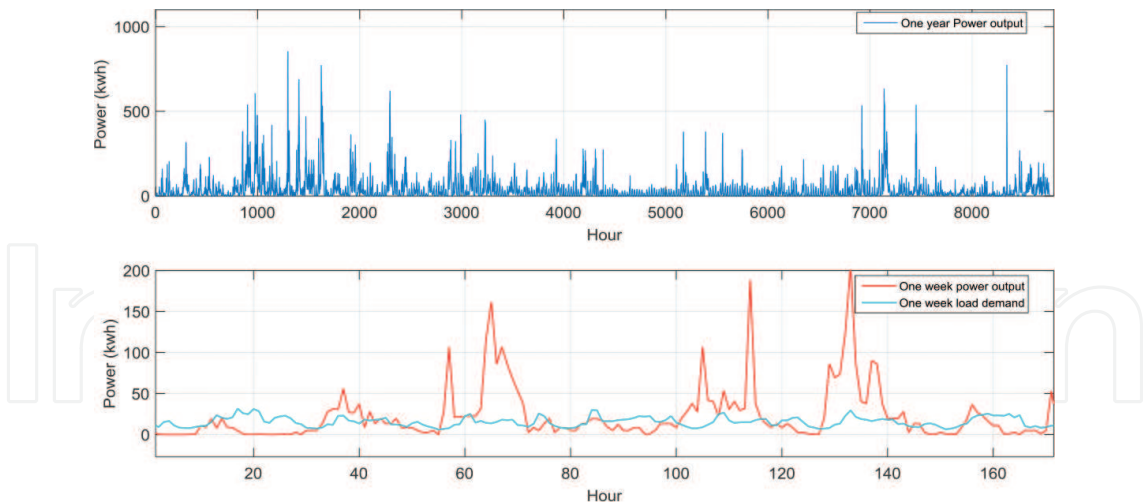 One year Power output
1000
500
0
Power (kwh)
0 1000 2000 3000 4000 5000 6000 7000 8000
Hour
One week power output
One week load demand
200
150
100
50
0
Power (kwh)
20 40 60 80 100 120 140 160
Hour